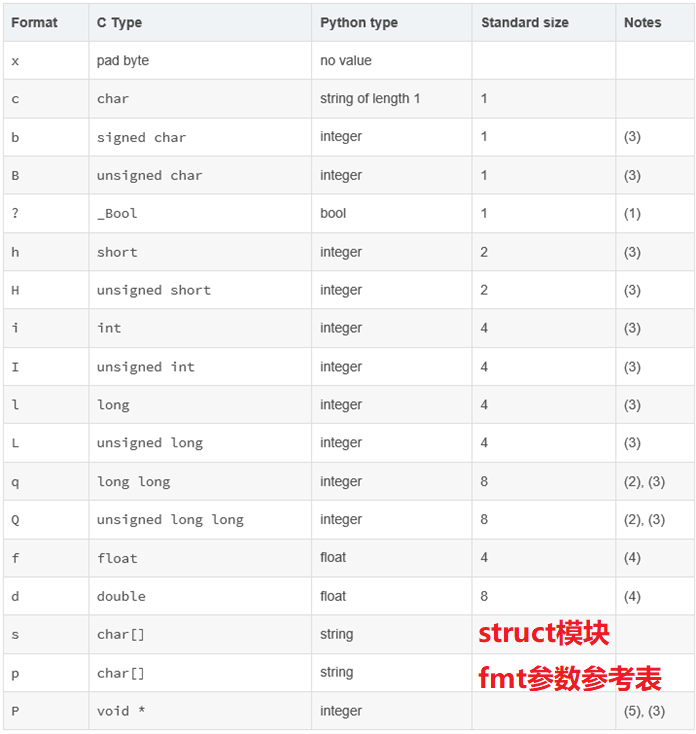 Format C Type Python type Standard size Notes
x pad byte no value
c char string of length 1 1
b signed char integer 1 (3)
B unsigned char integer 1 (3)
? _Bool bool 1 (1)
h short integer 2 (3)
H unsigned short integer 2 (3)
i int integer 4 (3)
I unsigned int integer 4 (3)
l long integer 4 (3)
L unsigned long integer 4 (3)
q long long integer 8 (2), (3)
Q unsigned long long integer 8 (2), (3)
f float float 4 (4)
d double float 8 (4)
s char[] string struct模块
p char[] string fmt参数参考表
P void * integer (5), (3)